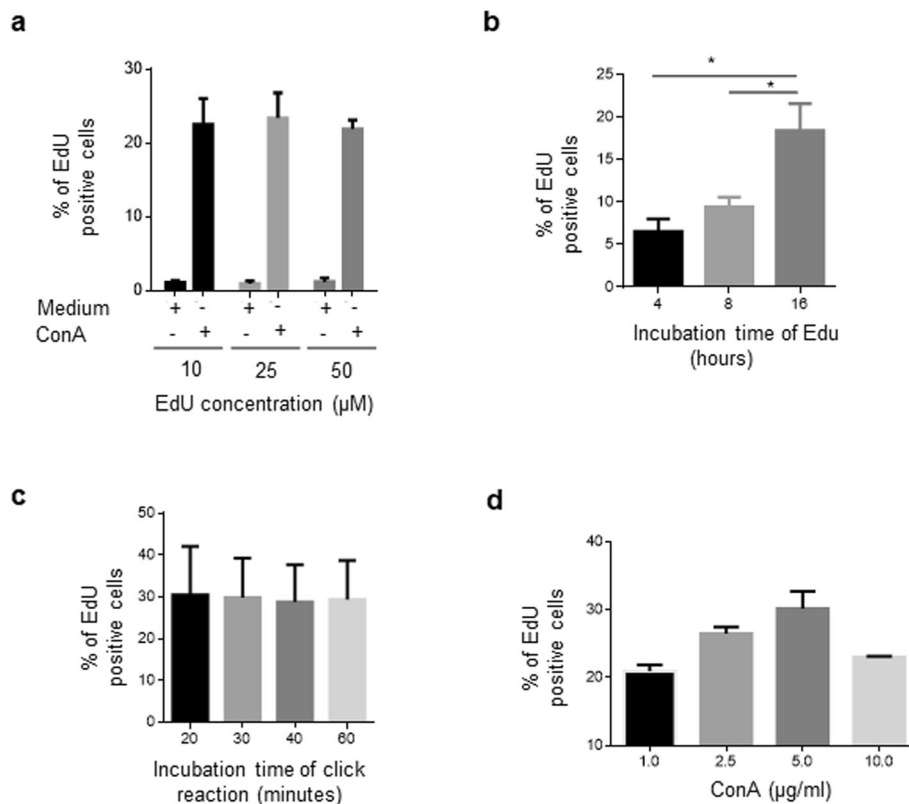 a
30
20
10
0
% of EdU
positive cells
Medium + - + - + -
ConA - + - + - +
10 25 50
EdU concentration (µM)
b
* 
*
25
20
15
10
5
0
% of EdU
positive cells
4 8 16
Incubation time of Edu
(hours)
c
50
40
30
20
10
0
% of EdU
positive cells
20 30 40 60
Incubation time of click
reaction (minutes)
d
40
30
20
10
% of EdU
positive cells
1.0 2.5 5.0 10.0
ConA (µg/ml)